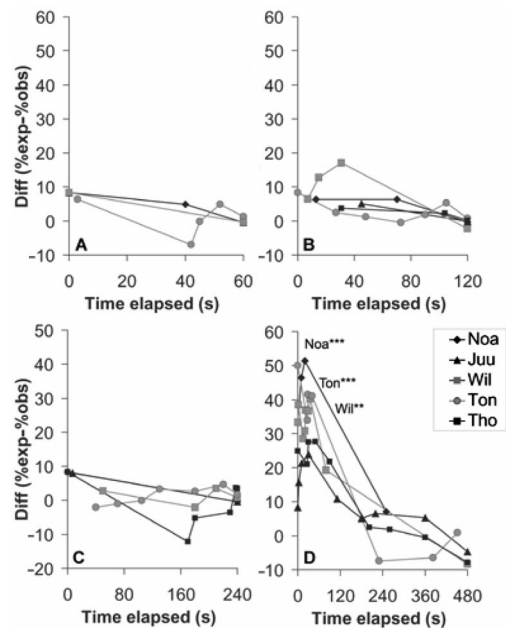 Diff (%exp-%obs)
60
50
40
30
20
10
0
−10
A
0 20 40 60
Time elapsed (s)
60
50
40
30
20
10
0
−10
B
0 40 80 120
Time elapsed (s)
Diff (%exp-%obs)
50
40
30
20
10
0
−10
−20
C
0 80 160 240
Time elapsed (s)
60
50
40
30
20
10
0
−10
Noa***
Ton***
Wil**
D
0 120 240 360 480
Time elapsed (s)
Noa
Juu
Wil
Ton
Tho